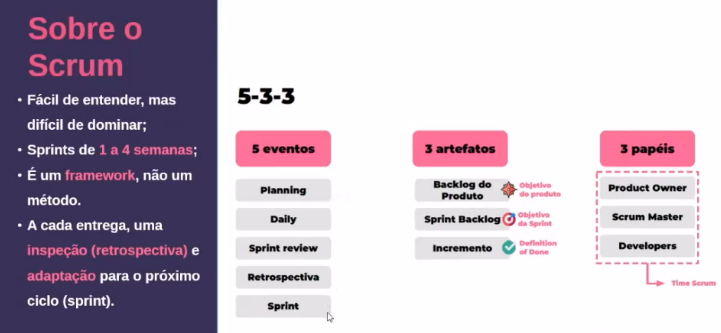 Sobre o
Scrum
• Fácil de entender, mas
difícil de dominar;
• Sprints de 1 a 4 semanas;
• É um framework, não um
método.
• A cada entrega, uma
inspeção (retrospectiva) e
adaptação para o próximo
ciclo (sprint).
5-3-3
5 eventos
Planning
Daily
Sprint review
Retrospectiva
Sprint
3 artefatos
Backlog do
Produto
Objetivo
do produto
Sprint Backlog
Objetivo
da Sprint
Incremento
Definition
of Done
3 papéis
Product Owner
Scrum Master
Developers
Time Scrum